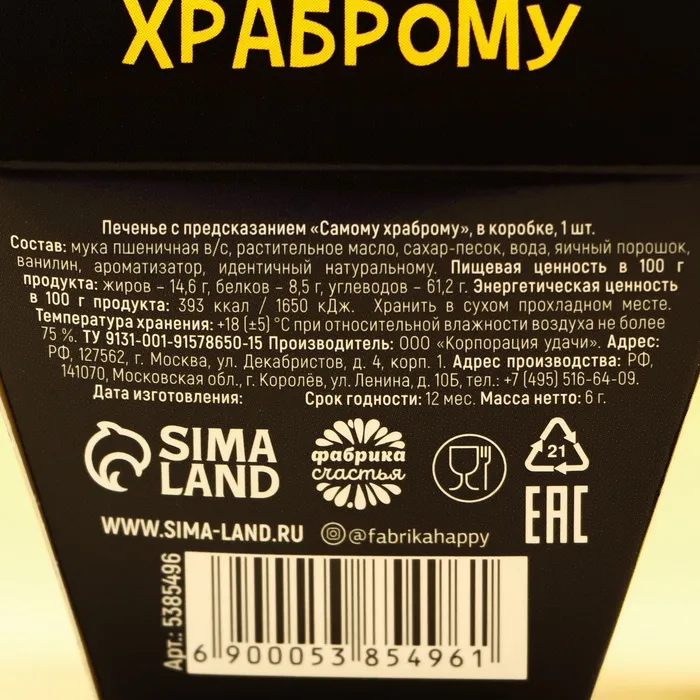 ХРАБРОМУ
Печенье с предсказанием «Самому храброму», в коробке, 1 шт.
Состав: мука пшеничная в/с, растительное масло, сахар-песок, вода, яичный порошок,
ванилин, ароматизатор, идентичный натуральному. Пищевая ценность в 100 г
продукта: жиров – 14,6 г, белков – 8,5 г, углеводов – 61,2 г. Энергетическая ценность
в 100 г продукта: 393 ккал / 1650 кДж. Хранить в сухом прохладном месте.
Температура хранения: +18 (±5) °С при относительной влажности воздуха не более
75 %. ТУ 9131-001-91578650-15 Производитель: ООО «Корпорация удачи». Адрес:
РФ, 127562, г. Москва, ул. Декабристов, д. 4, корп. 1. Адрес производства: РФ,
141070, Московская обл., г. Королёв, ул. Ленина, д. 10Б, тел.: +7 (495) 516-64-09.
Дата изготовления: Срок годности: 12 мес. Масса нетто: 6 г.
SIMA
LAND
фабрика
счастья
21
EAC
WWW.SIMA-LAND.RU
@fabrikahappy
Арт.: 5385496
6 900053 854961